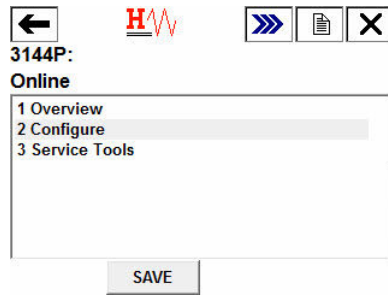 H
3144P:
Online
1 Overview
2 Configure
3 Service Tools
SAVE